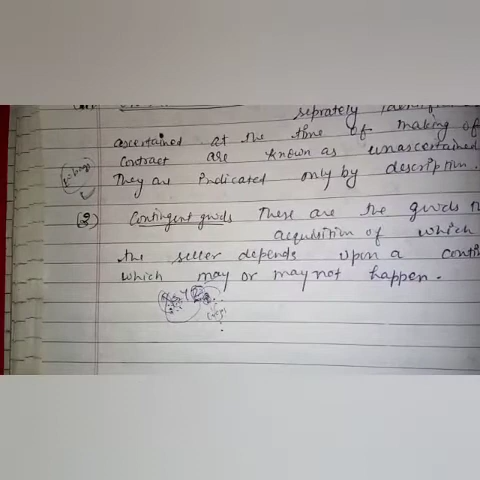 seprately
ascertained at the time of making of
contract are known as unascertained
They are indicated only by description.
(3) Contingent goods These are the goods
acquisition of which
the seller depends upon a
which may or may not happen.